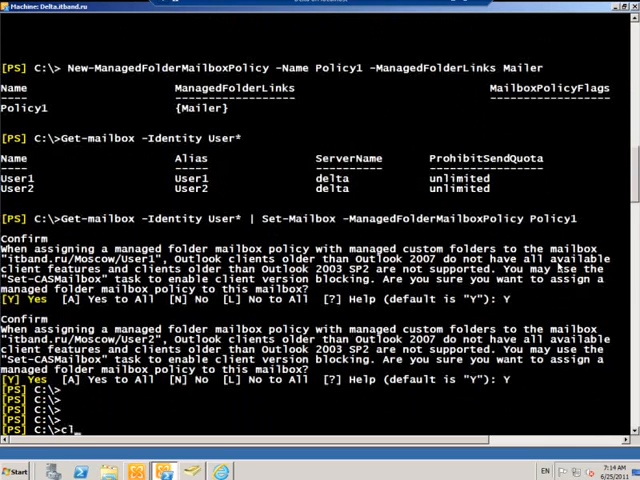 Machine: Delta.itband.ru
[PS] C:\> New-ManagedFolderMailboxPolicy -Name Policy1 -ManagedFolderLinks Mailer
Name ManagedFolderLinks MailboxPolicyFlags
---- ------------------ ------------------
Policy1 {Mailer}
[PS] C:\>Get-mailbox -Identity User*
Name Alias ServerName ProhibitSendQuota
---- ----- ---------- -----------------
User1 User1 delta unlimited
User2 User2 delta unlimited
[PS] C:\>Get-mailbox -Identity User* | Set-Mailbox -ManagedFolderMailboxPolicy Policy1
Confirm
When assigning a managed folder mailbox policy with managed custom folders to the mailbox
"itband.ru/Moscow/User1", Outlook clients older than Outlook 2007 do not have all available
client features and clients older than Outlook 2003 SP2 are not supported. You may use the
"Set-CASMailbox" task to enable client version blocking. Are you sure you want to assign a
managed folder mailbox policy to this mailbox?
[Y] Yes [A] Yes to All [N] No [L] No to All [?] Help (default is "Y"): Y
Confirm
When assigning a managed folder mailbox policy with managed custom folders to the mailbox
"itband.ru/Moscow/User2", Outlook clients older than Outlook 2007 do not have all available
client features and clients older than Outlook 2003 SP2 are not supported. You may use the
"Set-CASMailbox" task to enable client version blocking. Are you sure you want to assign a
managed folder mailbox policy to this mailbox?
[Y] Yes [A] Yes to All [N] No [L] No to All [?] Help (default is "Y"): Y
[PS] C:\>
[PS] C:\>
[PS] C:\>
[PS] C:\>
[PS] C:\>cl_
Start
EN
7:14 AM
6/25/2011